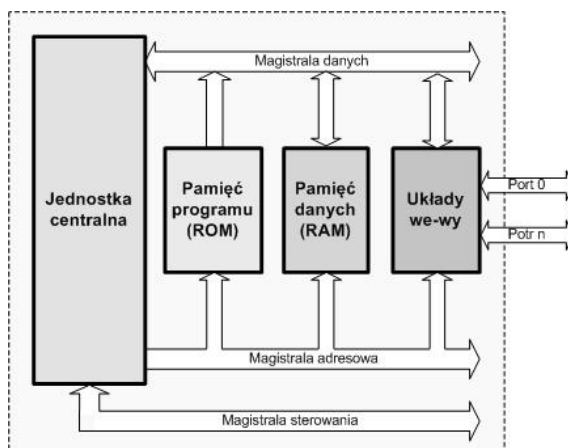 Magistrala danych
Jednostka
centralna
Pamięć
programu
(ROM)
Pamięć
danych
(RAM)
Układy
we-wy
Port 0
Potr n
Magistrala adresowa
Magistrala sterowania